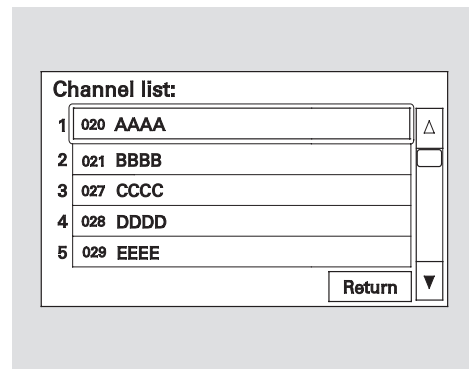 Channel list:
1 020 AAAA
2 021 BBBB
3 027 CCCC
4 028 DDDD
5 029 EEEE
Return